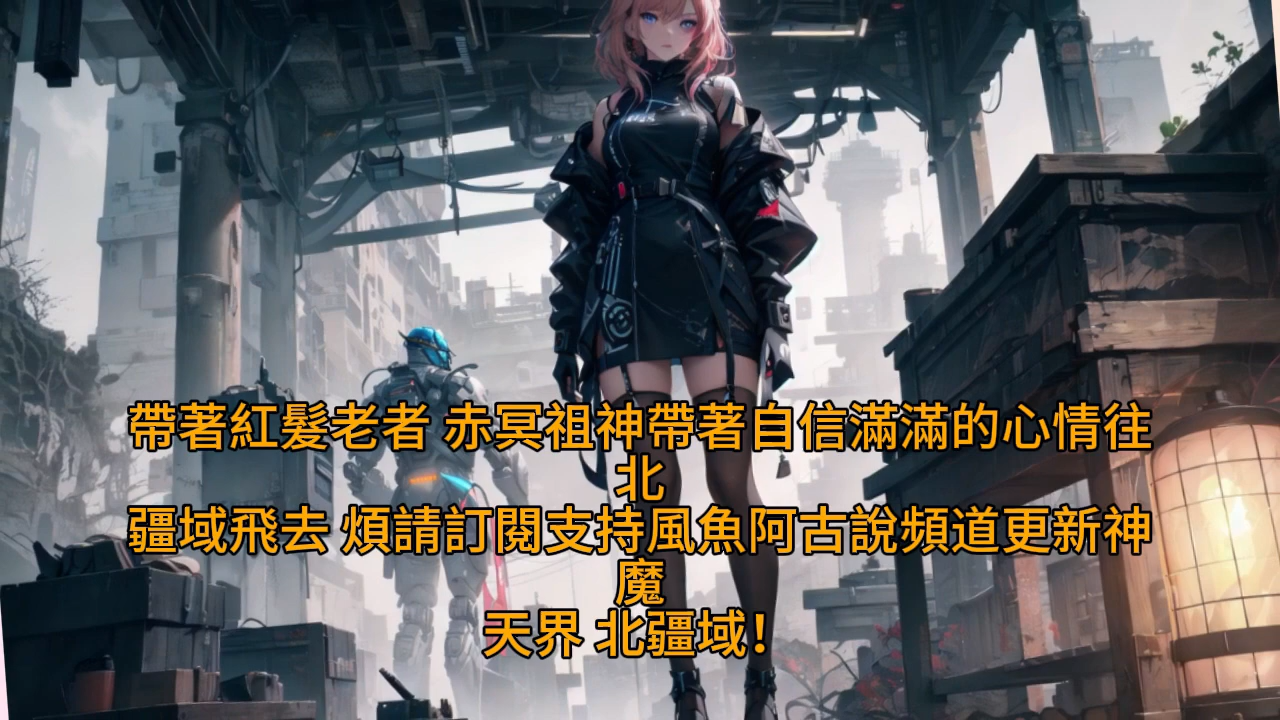 帶著紅髮老者 赤冥祖神帶著自信滿滿的心情往
北
疆域飛去 煩請訂閱支持風魚阿古說頻道更新神
魔
天界 北疆域！